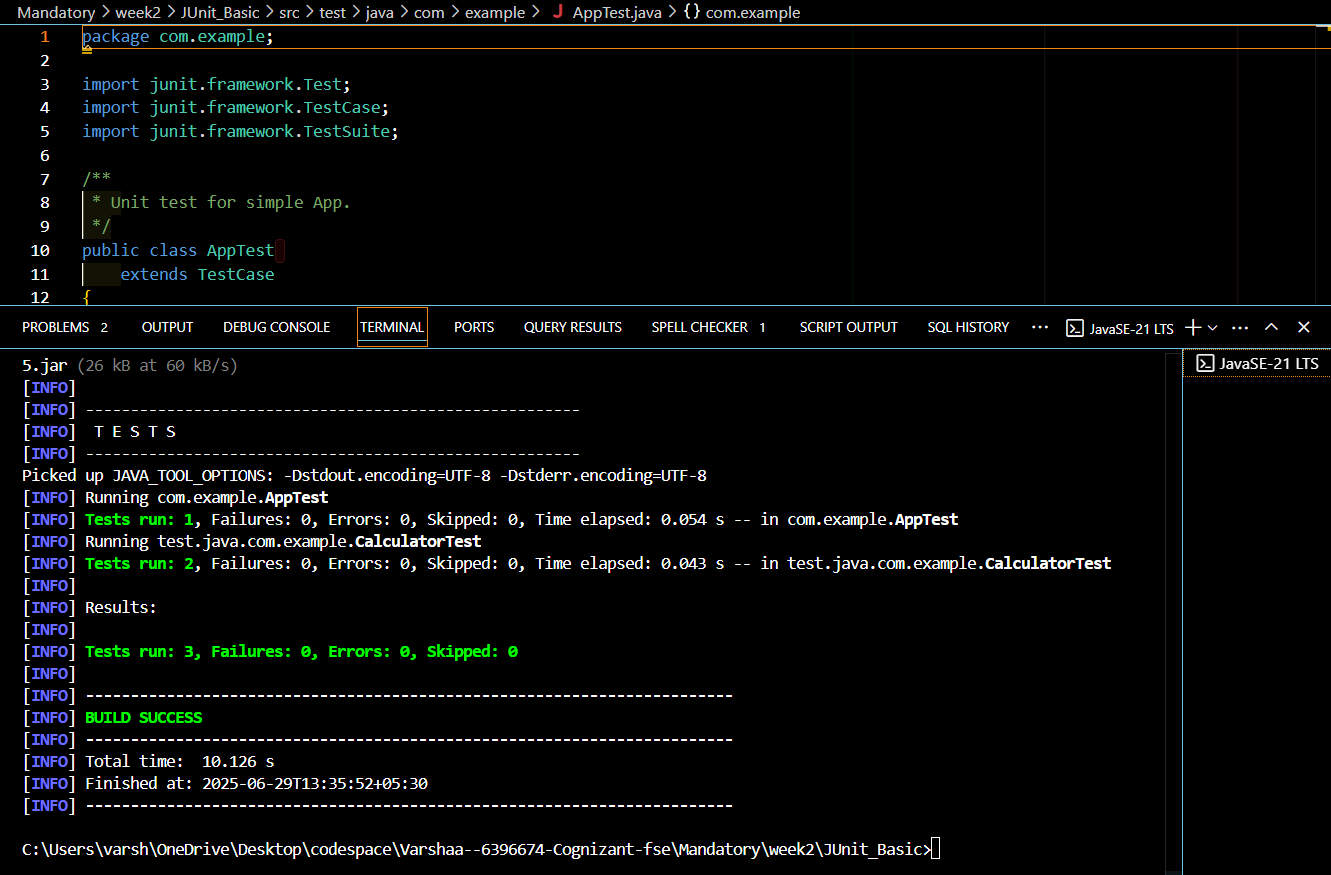 Mandatory > week2 > JUnit_Basic > src > test > java > com > example > J AppTest.java > {} com.example
1 package com.example;
2
3 import junit.framework.Test;
4 import junit.framework.TestCase;
5 import junit.framework.TestSuite;
6
7 /**
8 * Unit test for simple App.
9 */
10 public class AppTest
11 extends TestCase
12 {
PROBLEMS 2 OUTPUT DEBUG CONSOLE TERMINAL PORTS QUERY RESULTS SPELL CHECKER 1 SCRIPT OUTPUT SQL HISTORY ··· JavaSE-21 LTS
JavaSE-21 LTS
5.jar (26 kB at 60 kB/s)
[INFO]
[INFO] -------------------------------------------------------
[INFO]  T E S T S
[INFO] -------------------------------------------------------
Picked up JAVA_TOOL_OPTIONS: -Dstdout.encoding=UTF-8 -Dstderr.encoding=UTF-8
[INFO] Running com.example.AppTest
[INFO] Tests run: 1, Failures: 0, Errors: 0, Skipped: 0, Time elapsed: 0.054 s -- in com.example.AppTest
[INFO] Running test.java.com.example.CalculatorTest
[INFO] Tests run: 2, Failures: 0, Errors: 0, Skipped: 0, Time elapsed: 0.043 s -- in test.java.com.example.CalculatorTest
[INFO]
[INFO] Results:
[INFO]
[INFO] Tests run: 3, Failures: 0, Errors: 0, Skipped: 0
[INFO]
[INFO] ------------------------------------------------------------------------
[INFO] BUILD SUCCESS
[INFO] ------------------------------------------------------------------------
[INFO] Total time:  10.126 s
[INFO] Finished at: 2025-06-29T13:35:52+05:30
[INFO] ------------------------------------------------------------------------
C:\Users\varsh\OneDrive\Desktop\codespace\Varshaa--6396674-Cognizant-fse\Mandatory\week2\JUnit_Basic>